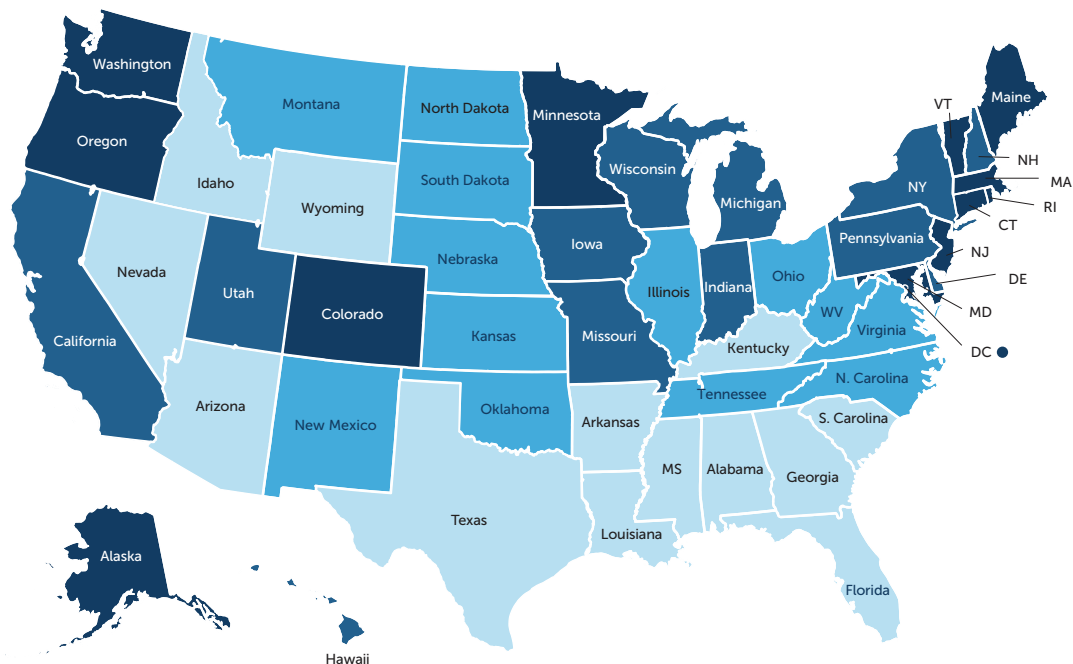 Washington
Oregon
California
Nevada
Idaho
Montana
Wyoming
Utah
Colorado
Arizona
New Mexico
North Dakota
South Dakota
Nebraska
Kansas
Oklahoma
Texas
Minnesota
Iowa
Missouri
Arkansas
Louisiana
Wisconsin
Illinois
Michigan
Indiana
Ohio
Kentucky
Tennessee
MS
Alabama
Georgia
Florida
S. Carolina
N. Carolina
Virginia
WV
Pennsylvania
NY
VT
Maine
NH
MA
RI
CT
NJ
DE
MD
DC
Alaska
Hawaii